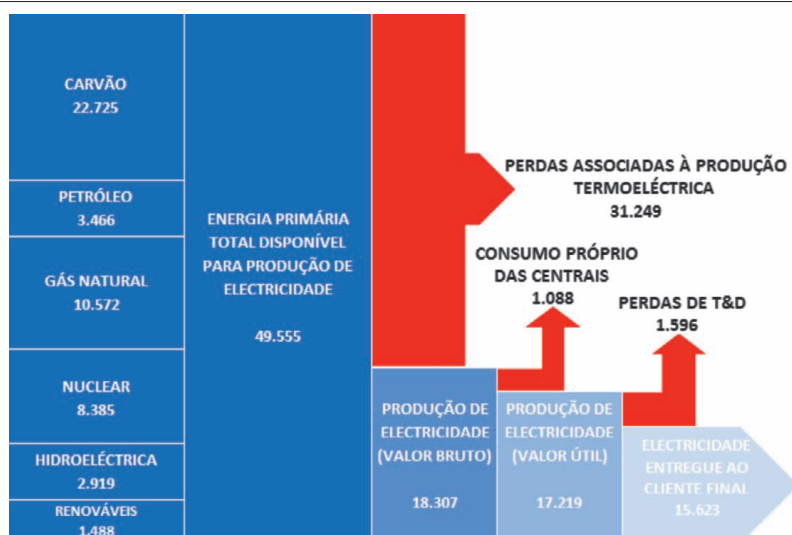 CARVÃO
22.725
PETRÓLEO
3.466
GÁS NATURAL
10.572
NUCLEAR
8.385
HIDROELÉCTRICA
2.919
RENOVÁVEIS
1.488
ENERGIA PRIMÁRIA
TOTAL DISPONÍVEL
PARA PRODUÇÃO DE
ELECTRICIDADE
49.555
PERDAS ASSOCIADAS À PRODUÇÃO
TERMOELÉCTRICA
31.249
CONSUMO PRÓPRIO
DAS CENTRAIS
1.088
PERDAS DE T&D
1.596
PRODUÇÃO DE
ELECTRICIDADE
(VALOR BRUTO)
18.307
PRODUÇÃO DE
ELECTRICIDADE
(VALOR ÚTIL)
17.219
ELECTRICIDADE
ENTREGUE AO
CLIENTE FINAL
15.623